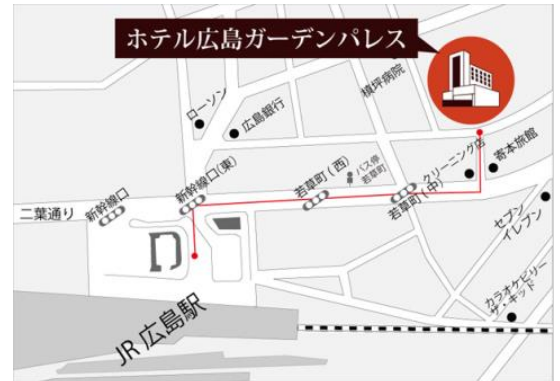 ホテル広島ガーデンパレス
ローソン
広島銀行
槙坪病院
新幹線口(東)
若草町(西)
バス停
若草町
クリーニング店
寄本旅館
若草町(中)
二葉通り
新幹線口
セブン
イレブン
カラオケビリー
ザ・キッド
JR 広島駅